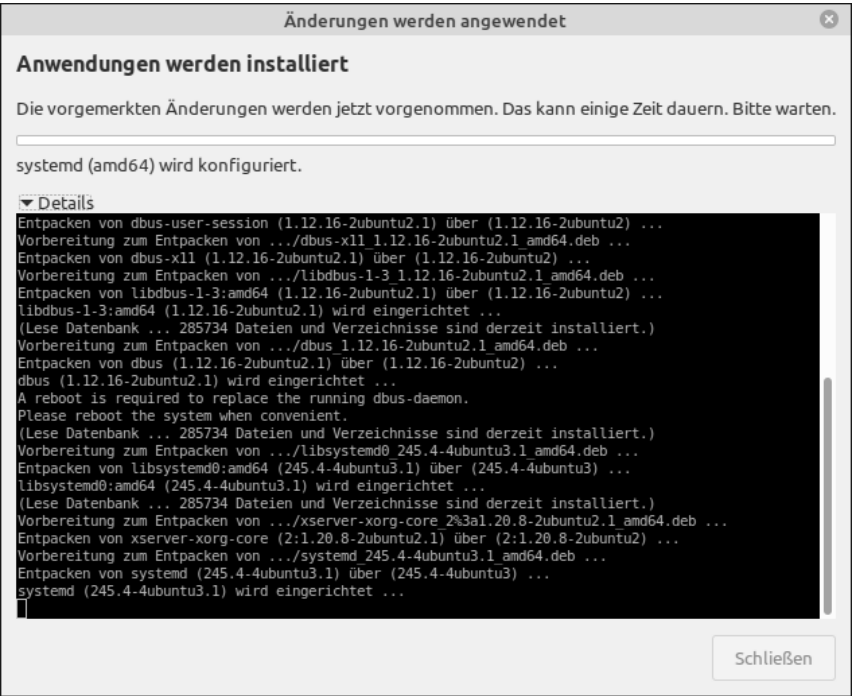 Änderungen werden angewendet
Anwendungen werden installiert
Die vorgemerkten Änderungen werden jetzt vorgenommen. Das kann einige Zeit dauern. Bitte warten.
systemd (amd64) wird konfiguriert.
Details
Entpacken von dbus-user-session (1.12.16-2ubuntu2.1) über (1.12.16-2ubuntu2) ...
Vorbereitung zum Entpacken von .../dbus-x11_1.12.16-2ubuntu2.1_amd64.deb ...
Entpacken von dbus-x11 (1.12.16-2ubuntu2.1) über (1.12.16-2ubuntu2) ...
Vorbereitung zum Entpacken von .../libdbus-1-3_1.12.16-2ubuntu2.1_amd64.deb ...
Entpacken von libdbus-1-3:amd64 (1.12.16-2ubuntu2.1) über (1.12.16-2ubuntu2) ...
libdbus-1-3:amd64 (1.12.16-2ubuntu2.1) wird eingerichtet ...
(Lese Datenbank ... 285734 Dateien und Verzeichnisse sind derzeit installiert.)
Vorbereitung zum Entpacken von .../dbus_1.12.16-2ubuntu2.1_amd64.deb ...
Entpacken von dbus (1.12.16-2ubuntu2.1) über (1.12.16-2ubuntu2) ...
dbus (1.12.16-2ubuntu2.1) wird eingerichtet ...
A reboot is required to replace the running dbus-daemon.
Please reboot the system when convenient.
(Lese Datenbank ... 285734 Dateien und Verzeichnisse sind derzeit installiert.)
Vorbereitung zum Entpacken von .../libsystemd0_245.4-4ubuntu3.1_amd64.deb ...
Entpacken von libsystemd0:amd64 (245.4-4ubuntu3.1) über (245.4-4ubuntu3) ...
libsystemd0:amd64 (245.4-4ubuntu3.1) wird eingerichtet ...
(Lese Datenbank ... 285734 Dateien und Verzeichnisse sind derzeit installiert.)
Vorbereitung zum Entpacken von .../xserver-xorg-core_2%3a1.20.8-2ubuntu2.1_amd64.deb ...
Entpacken von xserver-xorg-core (2:1.20.8-2ubuntu2.1) über (2:1.20.8-2ubuntu2) ...
Vorbereitung zum Entpacken von .../systemd_245.4-4ubuntu3.1_amd64.deb ...
Entpacken von systemd (245.4-4ubuntu3.1) über (245.4-4ubuntu3) ...
systemd (245.4-4ubuntu3.1) wird eingerichtet ...
Schließen